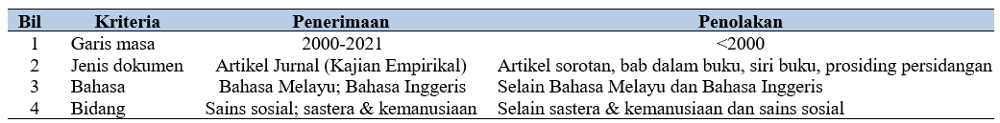 Bil Kriteria Penerimaan Penolakan
1 Garis masa 2000-2021 <2000
2 Jenis dokumen Artikel Jurnal (Kajian Empirikal) Artikel sorotan, bab dalam buku, siri buku, prosiding persidangan
3 Bahasa Bahasa Melayu; Bahasa Inggeris Selain Bahasa Melayu dan Bahasa Inggeris
4 Bidang Sains sosial; sastera & kemanusiaan Selain sastera & kemanusiaan dan sains sosial